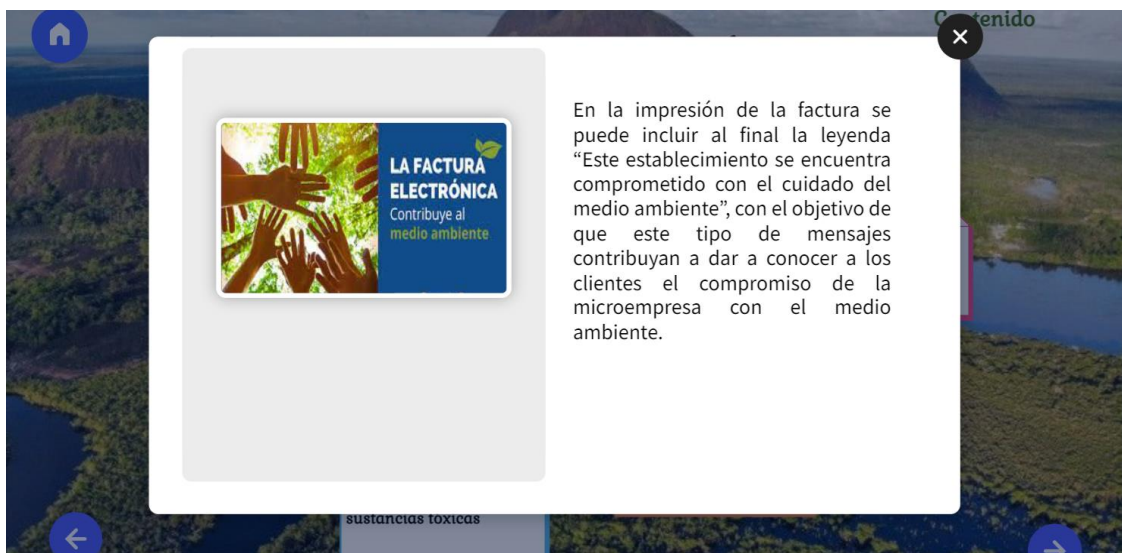 Contenido
En la impresión de la factura se
puede incluir al final la leyenda
“Este establecimiento se encuentra
comprometido con el cuidado del
medio ambiente”, con el objetivo de
que este tipo de mensajes
contribuyan a dar a conocer a los
clientes el compromiso de la
microempresa con el medio
ambiente.
LA FACTURA
ELECTRÓNICA
Contribuye al
medio ambiente
sustancias tóxicas